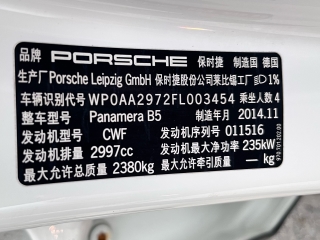 品牌 PORSCHE 保时捷 制造国 德国
生产厂 Porsche Leipzig GmbH 保时捷股份公司莱比锡工厂 1%
车辆识别代号 WP0AA2972FL003454 乘坐人数 4
整车型号 Panamera B5 制造年月 2014.11
发动机型号 CWF 发动机序列号 011516
发动机排量 2997cc 发动机最大净功率 235kW
最大允许总质量 2380kg 最大允许牵引质量 — kg